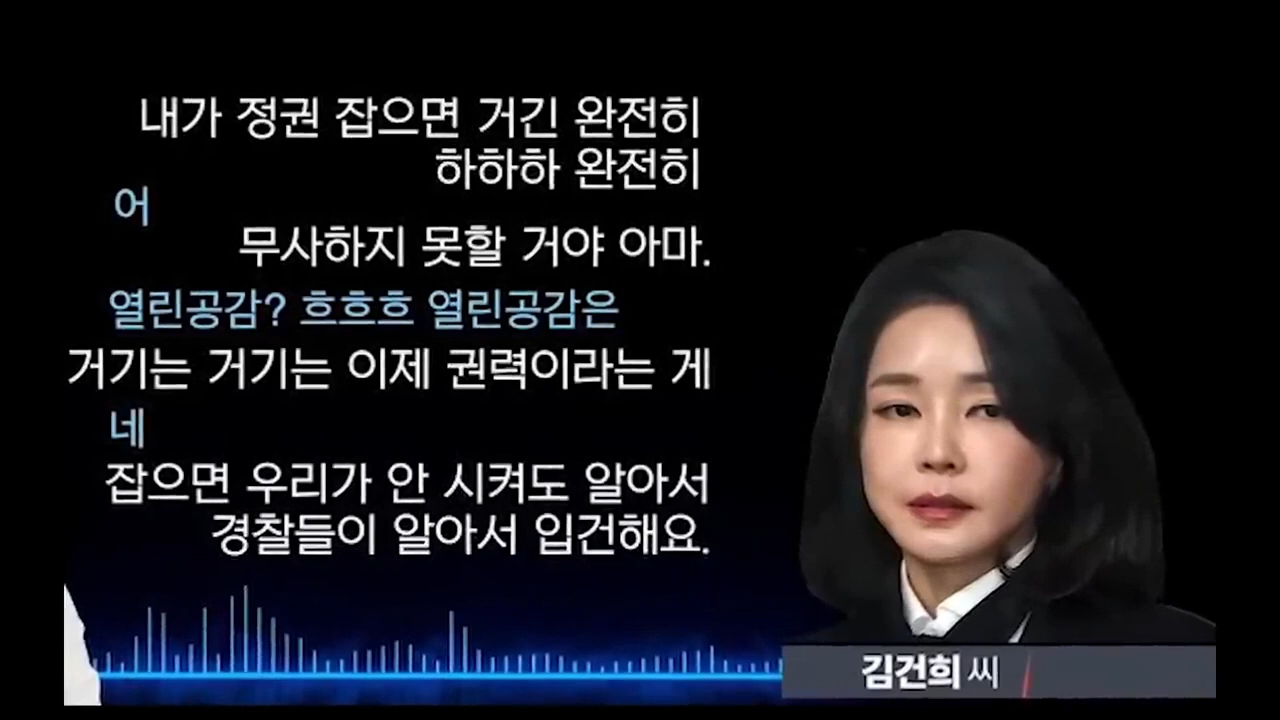 내가 정권 잡으면 거긴 완전히
하하하 완전히
어
무사하지 못할 거야 아마.
열린공감? 흐흐흐 열린공감은
거기는 거기는 이제 권력이라는 게
네
잡으면 우리가 안 시켜도 알아서
경찰들이 알아서 입건해요.
김건희 씨